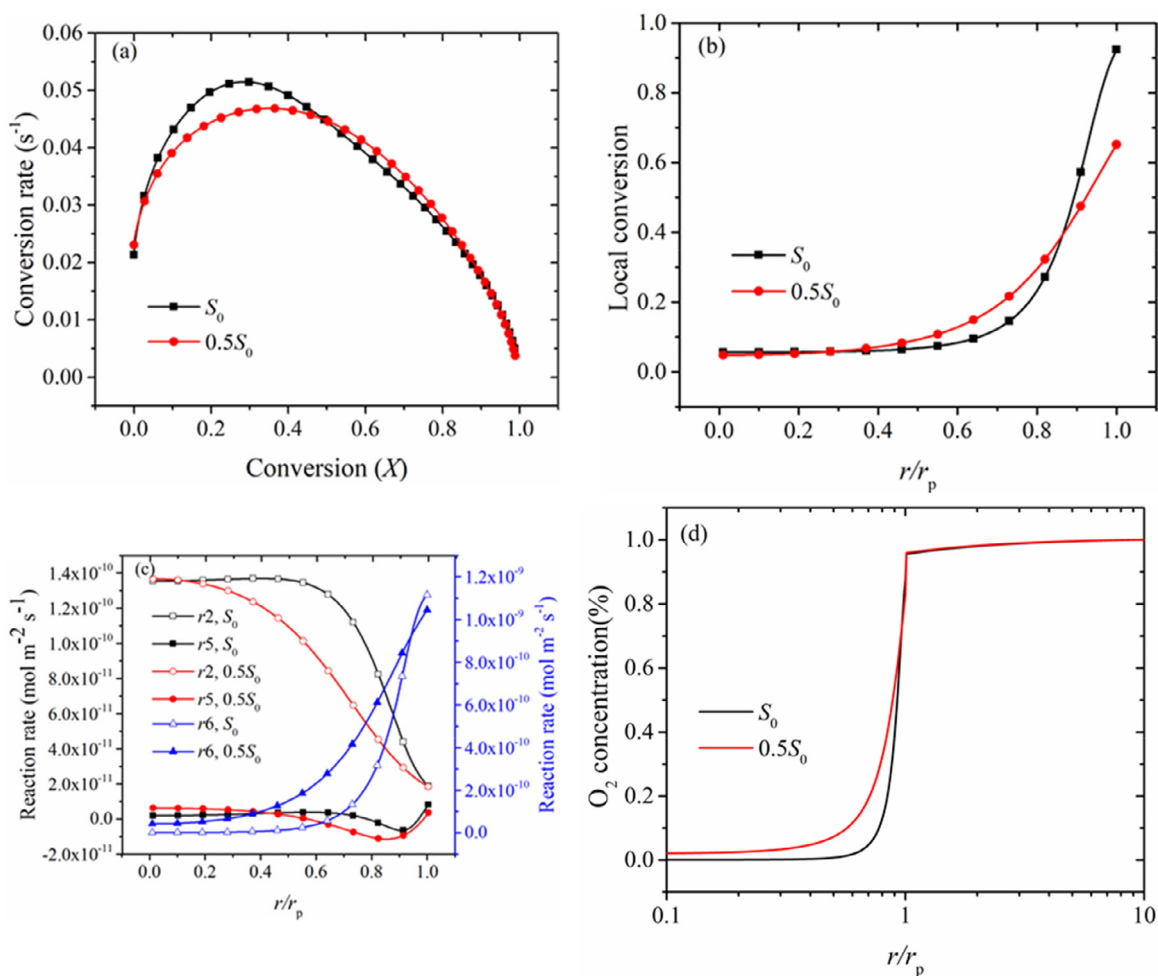 (a)
0.06
0.05
0.04
0.03
0.02
0.01
0.00
Conversion rate (s⁻¹)
S₀
0.5S₀
0.0 0.2 0.4 0.6 0.8 1.0
Conversion (X)
(b)
1.0
0.8
0.6
0.4
0.2
0.0
Local conversion
S₀
0.5S₀
0.0 0.2 0.4 0.6 0.8 1.0
r/rₚ
(c)
1.4x10⁻¹⁰
1.2x10⁻¹⁰
1.0x10⁻¹⁰
8.0x10⁻¹¹
6.0x10⁻¹¹
4.0x10⁻¹¹
2.0x10⁻¹¹
0.0
-2.0x10⁻¹¹
Reaction rate (mol m⁻² s⁻¹)
r2, S₀
r5, S₀
r2, 0.5S₀
r5, 0.5S₀
r6, S₀
r6, 0.5S₀
1.2x10⁻⁹
1.0x10⁻⁹
8.0x10⁻¹⁰
6.0x10⁻¹⁰
4.0x10⁻¹⁰
2.0x10⁻¹⁰
0.0
Reaction rate (mol m⁻² s⁻¹)
0.0 0.2 0.4 0.6 0.8 1.0
r/rₚ
(d)
1.0
0.8
0.6
0.4
0.2
0.0
O₂ concentration(%)
S₀
0.5S₀
0.1 1 10
r/rₚ